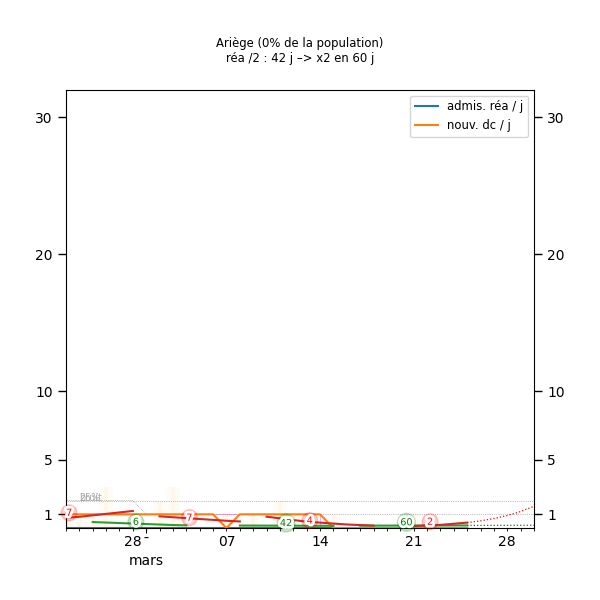 Ariège (0% de la population)
réa /2 : 42 j –> x2 en 60 j
admis. réa / j
nouv. dc / j
30 30
20 20
10 10
5 5
1 1
7 6 7 42 4 60 2
28 07 14 21 28
mars